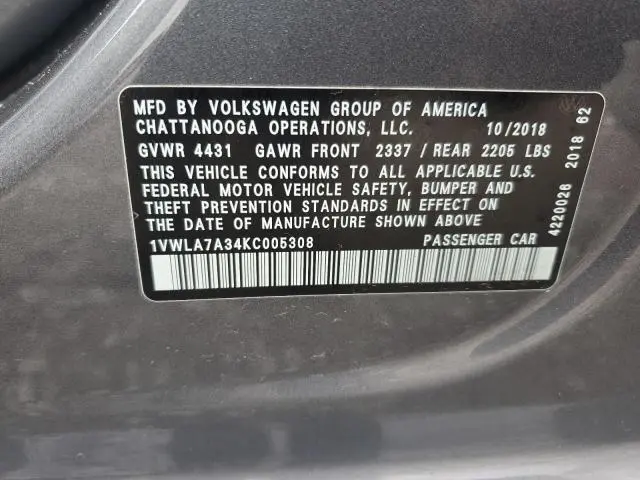 MFD BY VOLKSWAGEN GROUP OF AMERICA
CHATTANOOGA OPERATIONS, LLC. 10/2018
GVWR 4431 GAWR FRONT 2337 / REAR 2205 LBS
THIS VEHICLE CONFORMS TO ALL APPLICABLE U.S.
FEDERAL MOTOR VEHICLE SAFETY, BUMPER AND
THEFT PREVENTION STANDARDS IN EFFECT ON
THE DATE OF MANUFACTURE SHOWN ABOVE
1VWLA7A34KC005308 PASSENGER CAR
4220026 2018 62